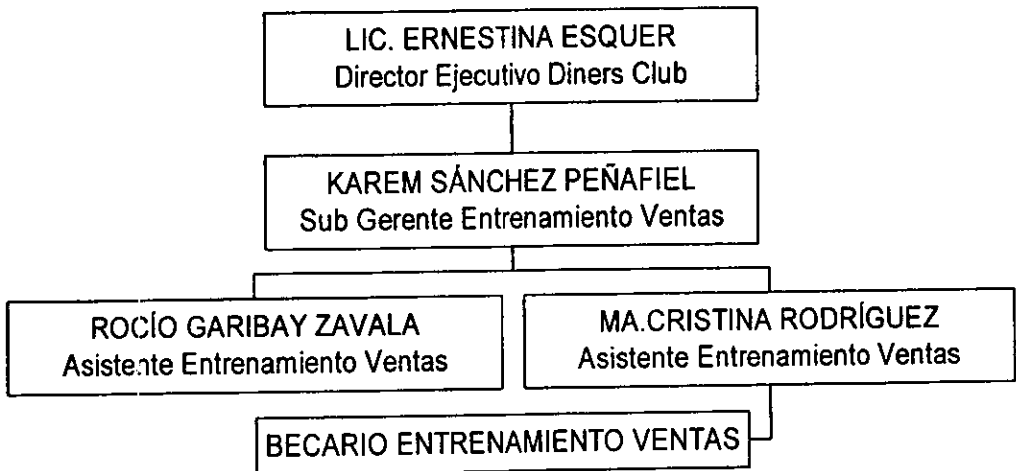 LIC. ERNESTINA ESQUER
Director Ejecutivo Diners Club
KAREM SÁNCHEZ PEÑAFIEL
Sub Gerente Entrenamiento Ventas
ROCÍO GARIBAY ZAVALA
Asistente Entrenamiento Ventas
MA.CRISTINA RODRÍGUEZ
Asistente Entrenamiento Ventas
BECARIO ENTRENAMIENTO VENTAS